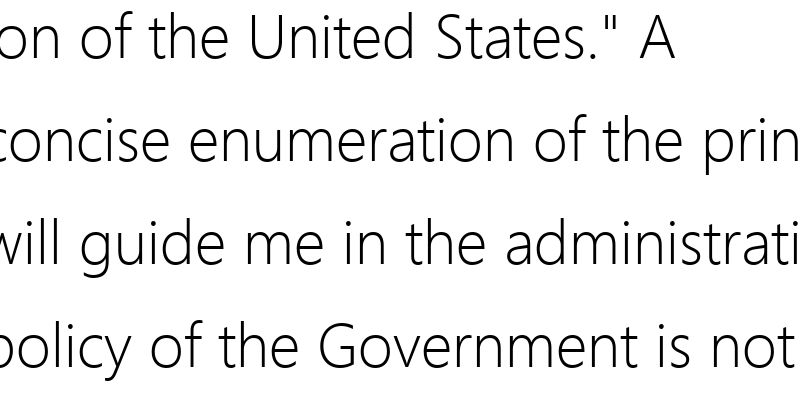 on of the United States." A
concise enumeration of the prin
will guide me in the administrati
policy of the Government is not